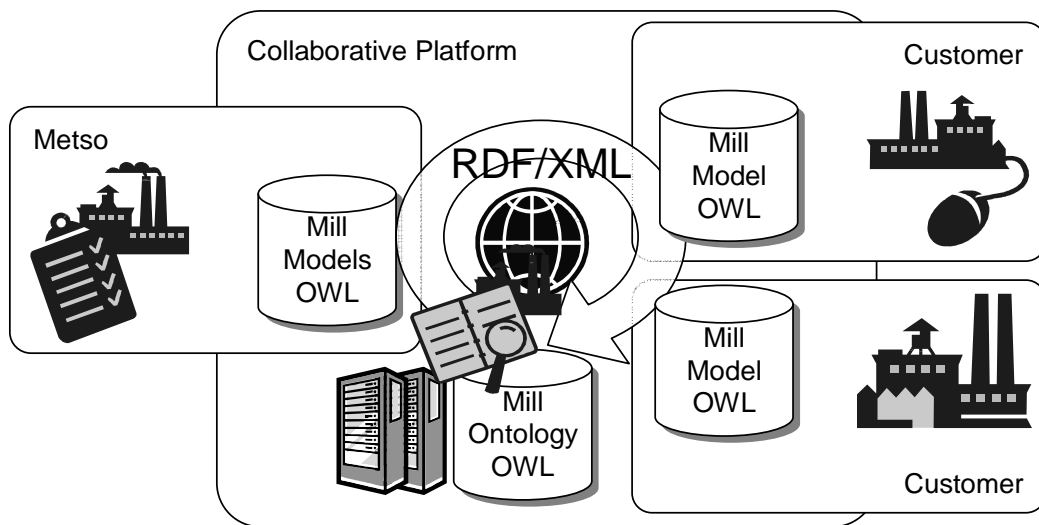 Collaborative Platform
Customer
Metso
RDF/XML
Mill
Model
OWL
Mill
Models
OWL
Mill
Model
OWL
Mill
Ontology
OWL
Customer